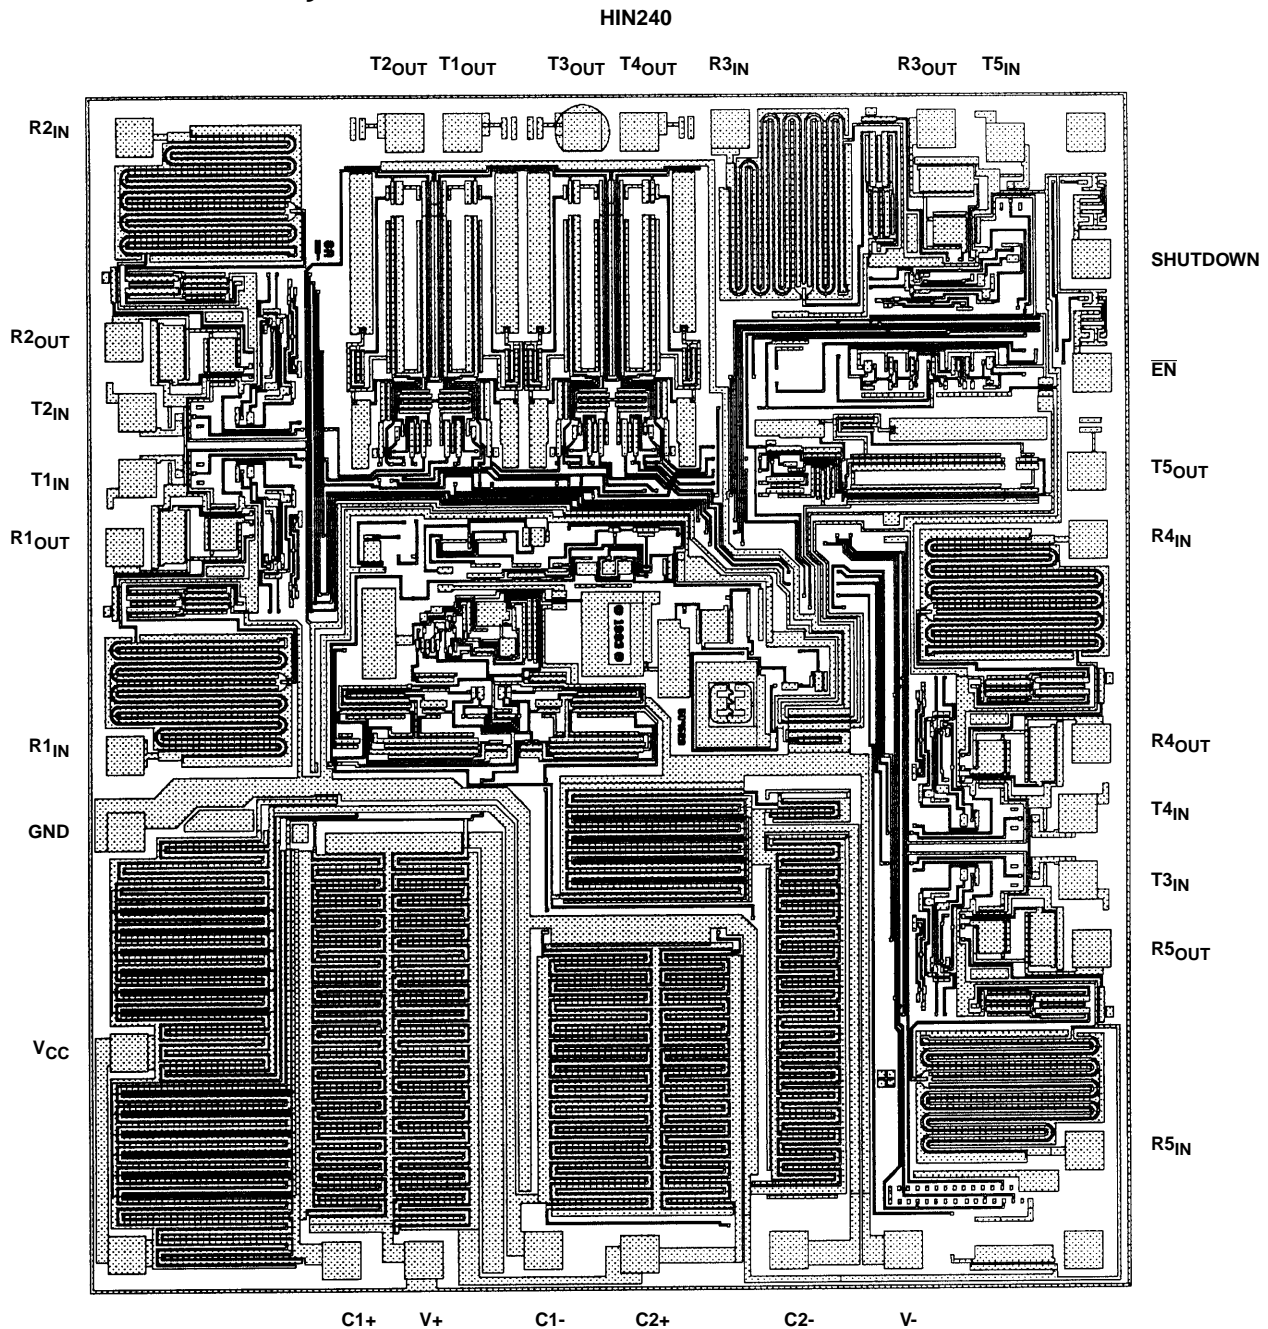 HIN240
T2OUT T1OUT T3OUT T4OUT R3IN R3OUT T5IN
R2IN
SHUTDOWN
R2OUT
EN
T2IN
T5OUT
T1IN
R4IN
R1OUT
© 1993 ©
R1IN
R4OUT
T4IN
GND
T3IN
R5OUT
VCC
R5IN
C1+ V+ C1- C2+ C2- V-